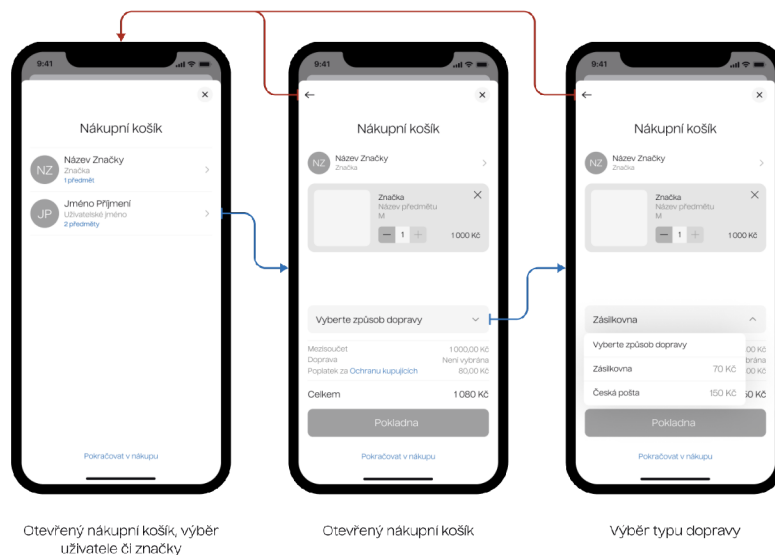 9:41
Nákupní košík
NZ
Název Značky
Značka
1 předmět
JP
Jméno Příjmení
Uživatelské jméno
2 předměty
Pokračovat v nákupu
Otevřený nákupní košík, výběr
uživatele či značky
9:41
Nákupní košík
NZ
Název Značky
Značka
Značka
Název předmětu
M
1
1 000 Kč
Vyberte způsob dopravy
Mezisoučet 1 000,00 Kč
Doprava Není vybrána
Poplatek za Ochranu kupujících 80,00 Kč
Celkem 1 080 Kč
Pokladna
Pokračovat v nákupu
Otevřený nákupní košík
9:41
Nákupní košík
NZ
Název Značky
Značka
Značka
Název předmětu
M
1
1 000 Kč
Zásilkovna
Vyberte způsob dopravy
Zásilkovna 70 Kč
Česká pošta 150 Kč
Pokladna
Pokračovat v nákupu
Výběr typu dopravy